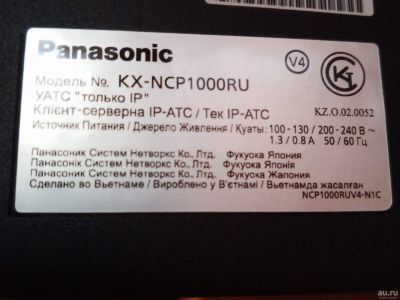 Panasonic
V4
Модель №. KX-NCP1000RU
УАТС "только IP"
KZ.O.02.0052
Клієнт-серверна IP-АТС / Тек IP-АТС
Источник Питания / Джерело Живлення / Қуаты: 100-130 / 200-240 В ~
1.3 / 0.8 А 50 / 60 Гц
Панасоник Систем Нетворкс Ко., Лтд. Фукуока Япония
Панасонік Систем Нетворкс Ко., Лтд. Фукуока Японія
Панасоник Систем Нетворкс Ко., Лтд. Фукуока Жапония
Сделано во Вьетнаме / Вироблено у В'єтнамі / Вьетнамда жасалған
NCP1000RUV4-N1C
au.ru